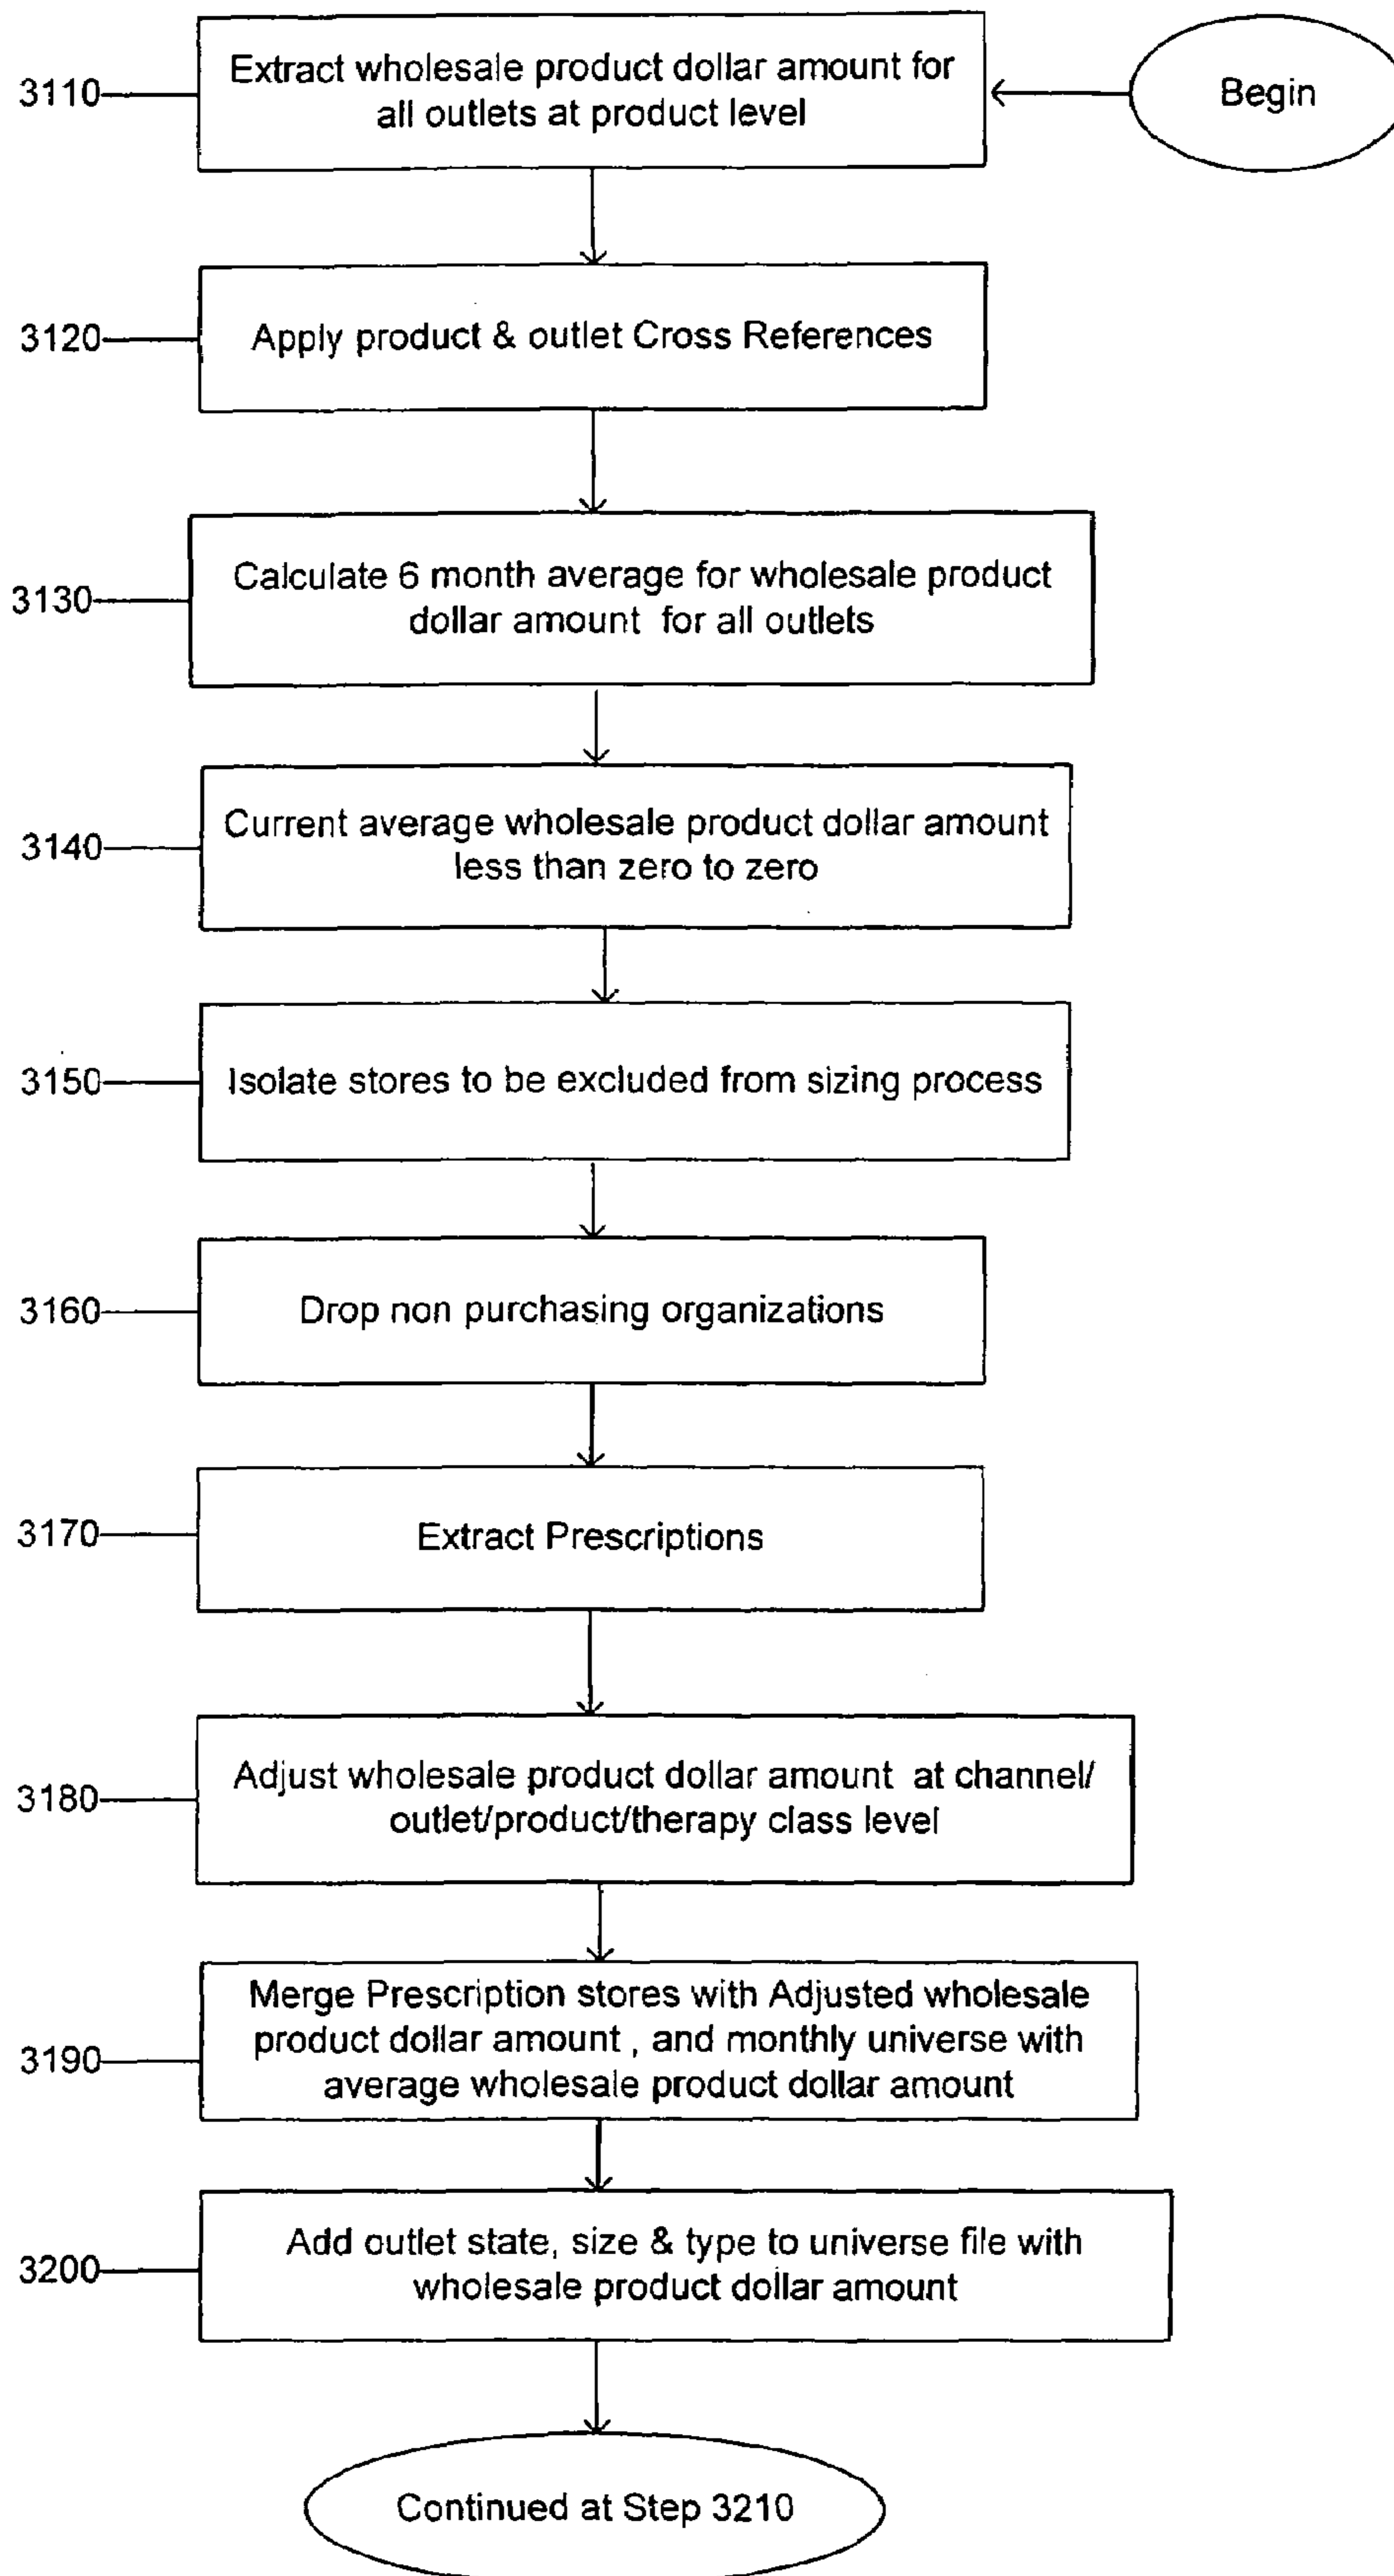 Begin
3110
Extract wholesale product dollar amount for
all outlets at product level
3120
Apply product & outlet Cross References
3130
Calculate 6 month average for wholesale product
dollar amount for all outlets
3140
Current average wholesale product dollar amount
less than zero to zero
3150
Isolate stores to be excluded from sizing process
3160
Drop non purchasing organizations
3170
Extract Prescriptions
3180
Adjust wholesale product dollar amount at channel/
outlet/product/therapy class level
3190
Merge Prescription stores with Adjusted wholesale
product dollar amount , and monthly universe with
average wholesale product dollar amount
3200
Add outlet state, size & type to universe file with
wholesale product dollar amount
Continued at Step 3210